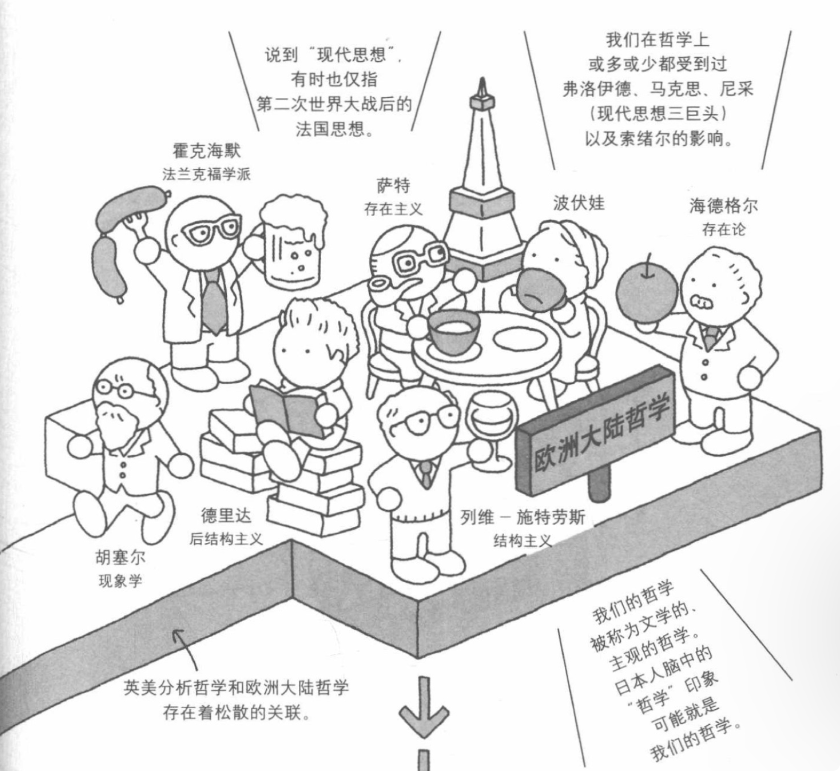 说到“现代思想”，
有时也仅指
第二次世界大战后的
法国思想。
我们在哲学上
或多或少都受到过
弗洛伊德、马克思、尼采
（现代思想三巨头）
以及索绪尔的影响。
霍克海默
法兰克福学派
萨特
存在主义
波伏娃
海德格尔
存在论
欧洲大陆哲学
德里达
后结构主义
列维－施特劳斯
结构主义
胡塞尔
现象学
英美分析哲学和欧洲大陆哲学
存在着松散的关联。
我们的哲学
被称为文学的、
主观的哲学。
日本人脑中的
“哲学”印象
可能就是
我们的哲学。